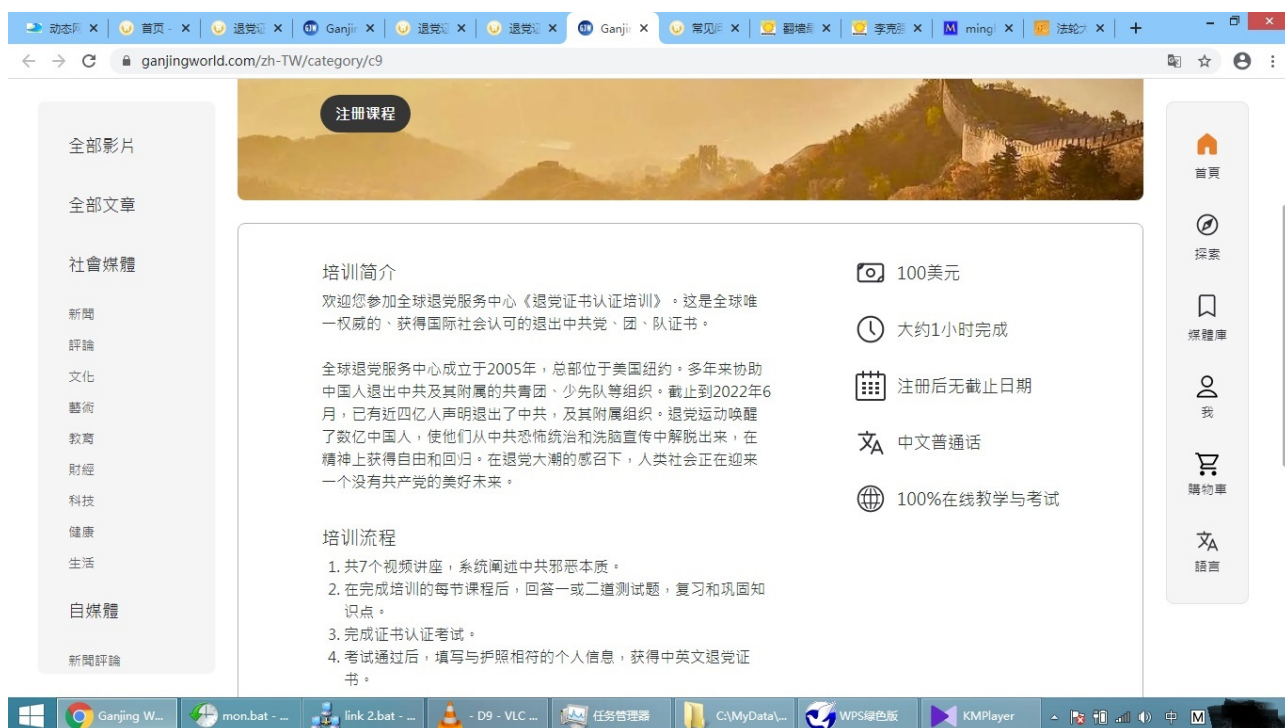 动态网
首页 -
退党证
Ganjin
退党证
退党证
Ganjin
常见问
翻墙
李克
mingh
法轮大
ganjingworld.com/zh-TW/category/c9
注册课程
全部影片
全部文章
社會媒體
新聞
評論
文化
藝術
教育
財經
科技
健康
生活
自媒體
新聞評論
培训简介
欢迎您参加全球退党服务中心《退党证书认证培训》。这是全球唯
一权威的、获得国际社会认可的退出中共党、团、队证书。
全球退党服务中心成立于2005年，总部位于美国纽约。多年来协助
中国人退出中共及其附属的共青团、少先队等组织。截止到2022年6
月，已有近四亿人声明退出了中共，及其附属组织。退党运动唤醒
了数亿中国人，使他们从中共恐怖统治和洗脑宣传中解脱出来，在
精神上获得自由和回归。在退党大潮的感召下，人类社会正在迎来
一个没有共产党的美好未来。
培训流程
1. 共7个视频讲座，系统阐述中共邪恶本质。
2. 在完成培训的每节课程后，回答一或二道测试题，复习和巩固知
识点。
3. 完成证书认证考试。
4. 考试通过后，填写与护照相符的个人信息，获得中英文退党证
书。
100美元
大约1小时完成
注册后无截止日期
中文普通话
100%在线教学与考试
首頁
探索
媒體庫
我
購物車
語言
Ganjing W...
mon.bat - ...
link 2.bat - ...
- D9 - VLC ...
任务管理器
C:\MyData\...
WPS绿色版
KMPlayer
中
M